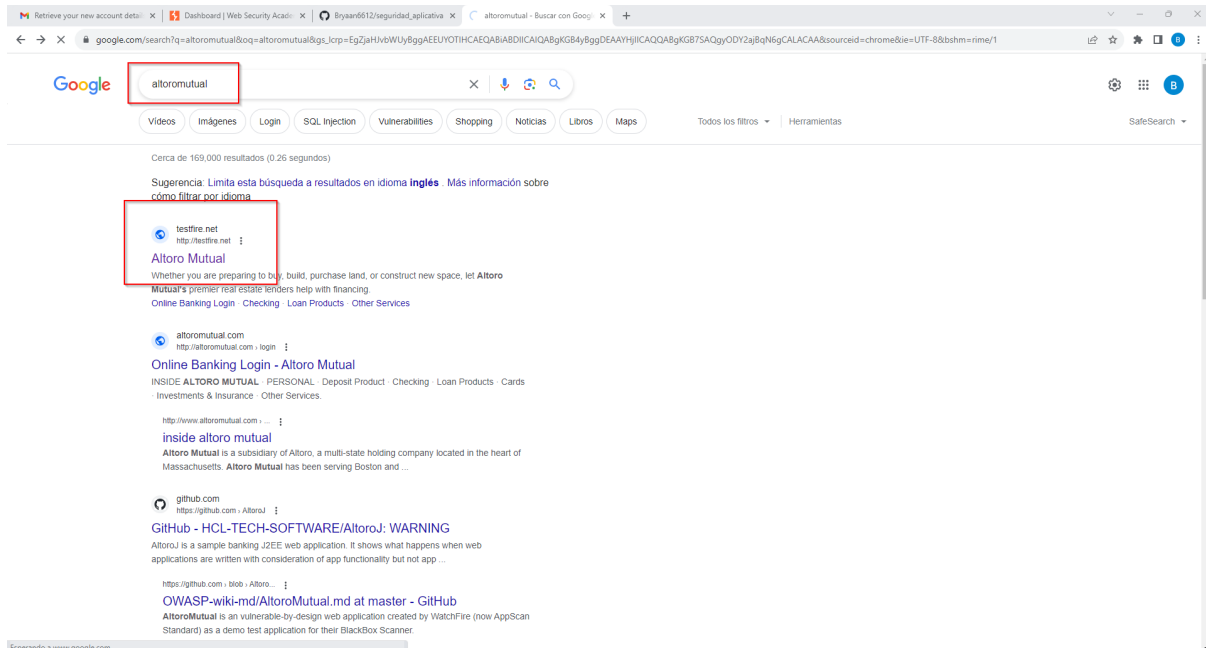 Retrieve your new account detail
Dashboard | Web Security Acade
Bryaan6612/seguridad_aplicativa
altoromutual - Buscar con Googl
google.com/search?q=altoromutual&oq=altoromutual&gs_lcrp=EgZjaHJvbWUyBggAEEUYOTIHCAEQABiABDIICAIQABgKGB4yBggDEAAYHjIICAQQABgKGB7SAQgyODY2ajBqN6gCALACAA&sourceid=chrome&ie=UTF-8&bshm=rime/1
B
Google
altoromutual
B
Vídeos
Imágenes
Login
SQL Injection
Vulnerabilities
Shopping
Noticias
Libros
Maps
Todos los filtros
Herramientas
SafeSearch
Cerca de 169,000 resultados (0.26 segundos)
Sugerencia: Limita esta búsqueda a resultados en idioma inglés . Más información sobre
cómo filtrar por idioma
testfire.net
http://testfire.net
Altoro Mutual
Whether you are preparing to buy, build, purchase land, or construct new space, let Altoro
Mutual's premier real estate lenders help with financing.
Online Banking Login · Checking · Loan Products · Other Services
altoromutual.com
http://altoromutual.com › login
Online Banking Login - Altoro Mutual
INSIDE ALTORO MUTUAL · PERSONAL · Deposit Product · Checking · Loan Products · Cards
· Investments & Insurance · Other Services.
http://www.altoromutual.com › ...
inside altoro mutual
Altoro Mutual is a subsidiary of Altoro, a multi-state holding company located in the heart of
Massachusetts. Altoro Mutual has been serving Boston and ...
github.com
https://github.com › AltoroJ
GitHub - HCL-TECH-SOFTWARE/AltoroJ: WARNING
AltoroJ is a sample banking J2EE web application. It shows what happens when web
applications are written with consideration of app functionality but not app ...
https://github.com › blob › Altoro...
OWASP-wiki-md/AltoroMutual.md at master - GitHub
AltoroMutual is an vulnerable-by-design web application created by WatchFire (now AppScan
Standard) as a demo test application for their BlackBox Scanner.
Esperando a www.google.com